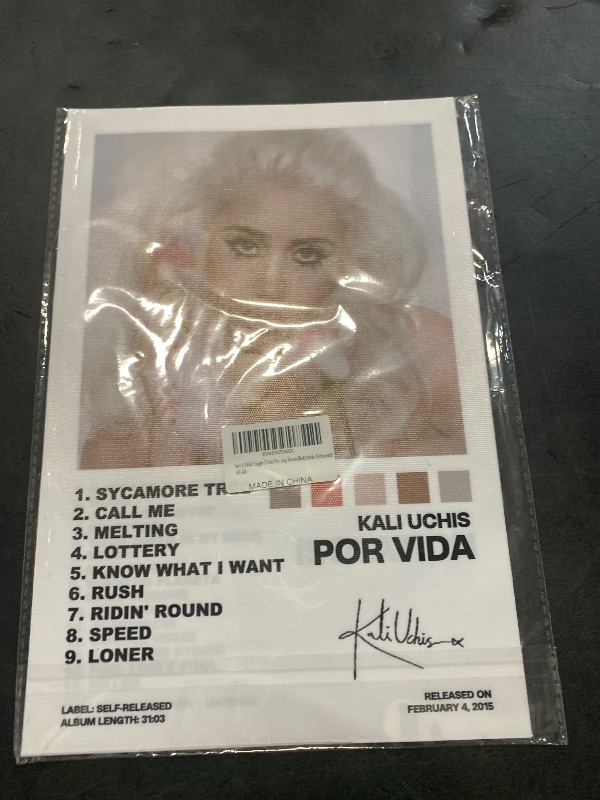 MADE IN CHINA
1. SYCAMORE
2. CALL ME
3. MELTING
4. LOTTERY
5. KNOW WHAT I WANT
6. RUSH
7. RIDIN' ROUND
8. SPEED
9. LONER
KALI UCHIS
POR VIDA
Kali Uchis x
LABEL: SELF-RELEASED
ALBUM LENGTH: 31:03
RELEASED ON
FEBRUARY 4, 2015